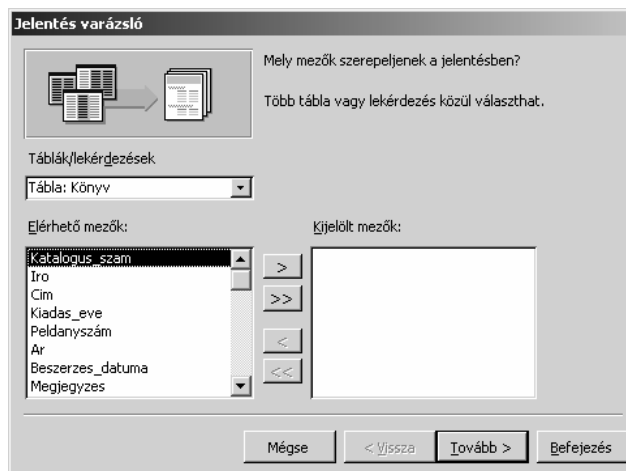 Jelentés varázsló
Mely mezők szerepeljenek a jelentésben?
Több tábla vagy lekérdezés közül választhat.
Táblák/lekérdezések
Tábla: Könyv
Elérhető mezők:
Kijelölt mezők:
Katalogus_szam
Iro
Cim
Kiadas_eve
Peldanyszám
Ar
Beszerzes_datuma
Megjegyzes
>
>>
<
<<
Mégse
< Vissza
Tovább >
Befejezés